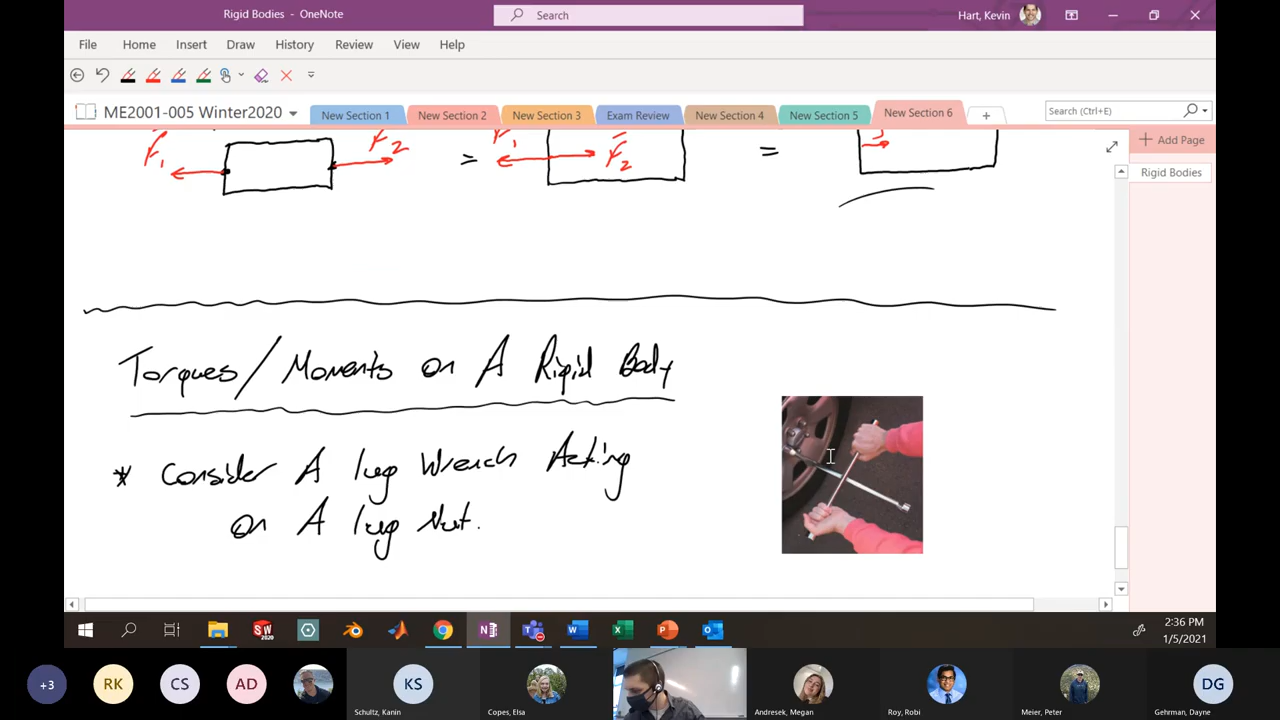 Rigid Bodies - OneNote
Search
Hart, Kevin
File Home Insert Draw History Review View Help
ME2001-005 Winter2020
New Section 1 New Section 2 New Section 3 Exam Review New Section 4 New Section 5 New Section 6 +
Search (Ctrl+E)
Add Page
Rigid Bodies
F1 F2 = F1 F2 =
Torques/Moments on A Rigid Body
* Consider A lug Wrench Acting
on A lug Nut.
SW 2020
2:36 PM
1/5/2021
+3 RK CS AD KS DG
Schultz, Kanin Copes, Elsa Andresek, Megan Roy, Robi Meier, Peter Gehrman, Dayne